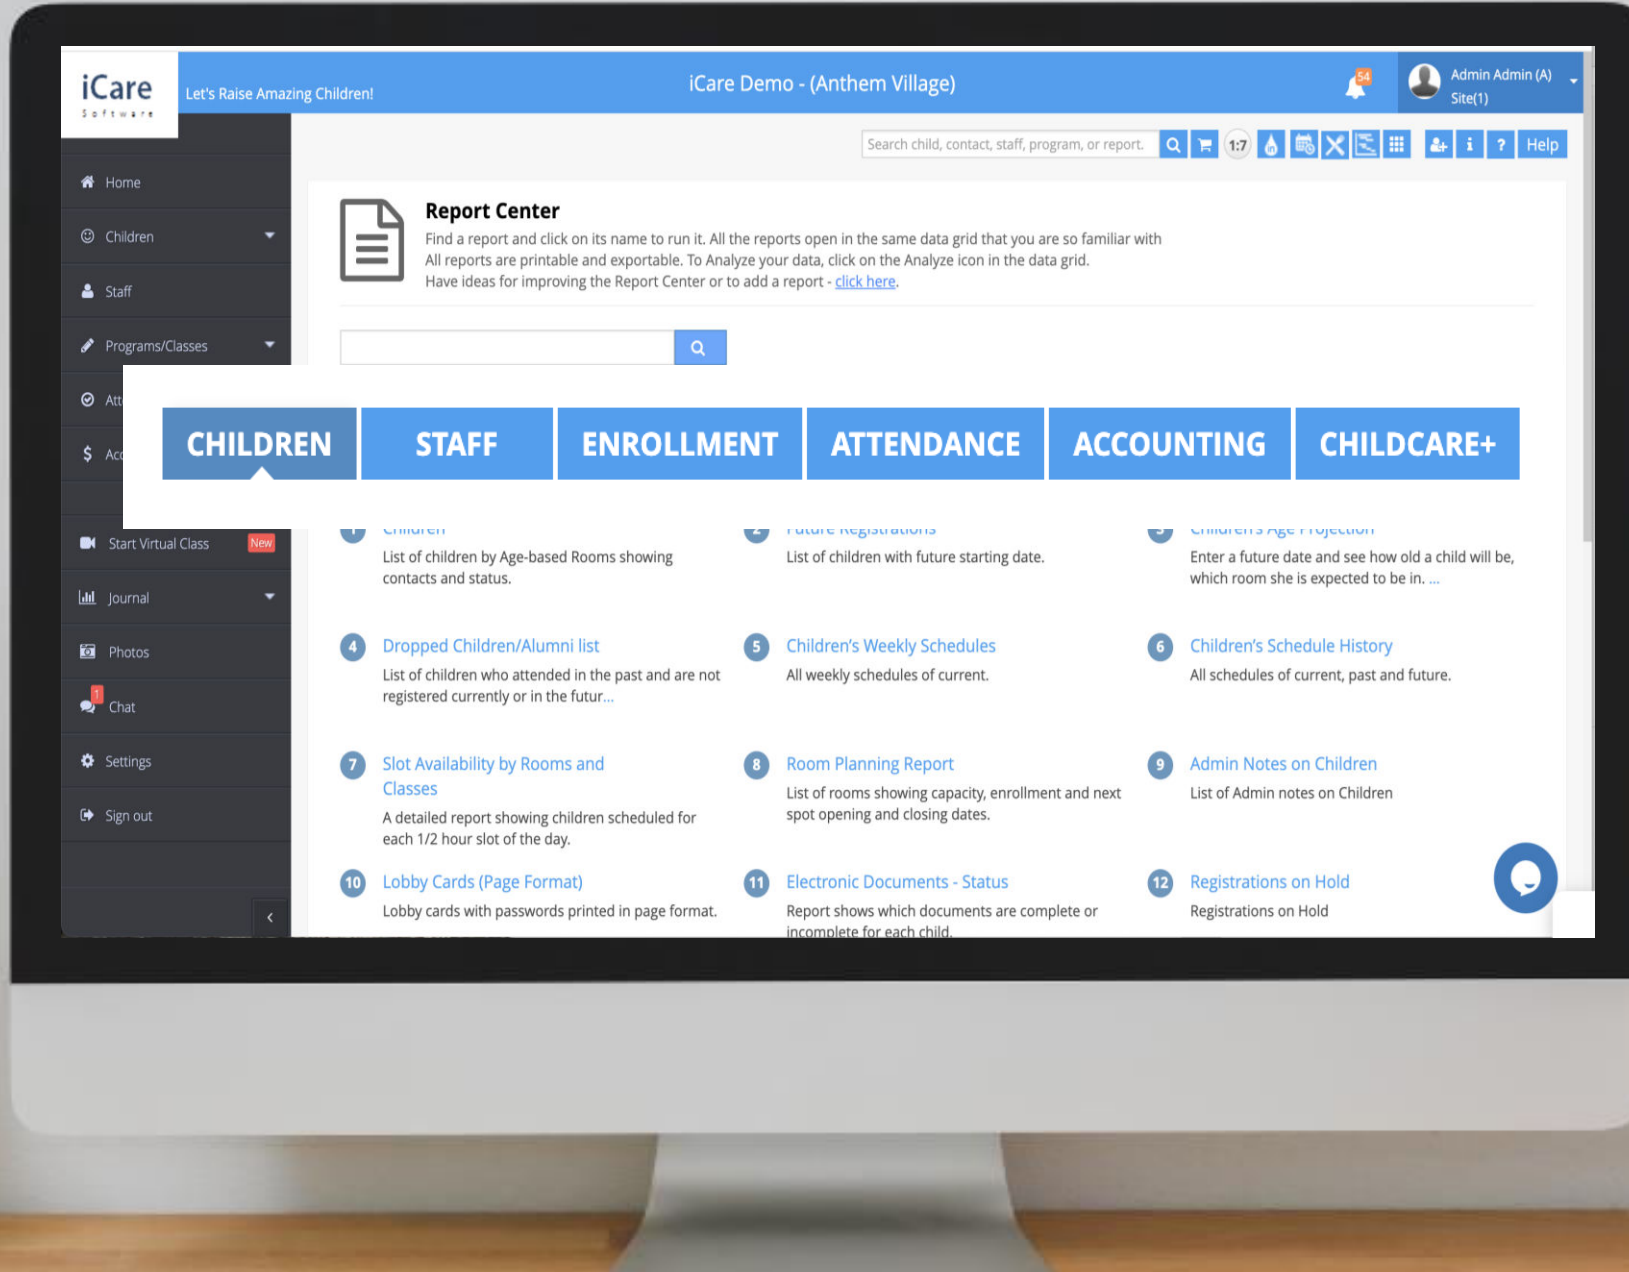 iCare
Software
Let's Raise Amazing Children!
iCare Demo - (Anthem Village)
54
Admin Admin (A)
Site(1)
Search child, contact, staff, program, or report.
1:7
i
?
Help
Home
Children
Staff
Programs/Classes
Att
Acc
Start Virtual Class
New
Journal
Photos
1
Chat
Settings
Sign out
Report Center
Find a report and click on its name to run it. All the reports open in the same data grid that you are so familiar with
All reports are printable and exportable. To Analyze your data, click on the Analyze icon in the data grid.
Have ideas for improving the Report Center or to add a report - click here.
CHILDREN
STAFF
ENROLLMENT
ATTENDANCE
ACCOUNTING
CHILDCARE+
1 Children
List of children by Age-based Rooms showing
contacts and status.
2 Future Registrations
List of children with future starting date.
3 Children's Age Projection
Enter a future date and see how old a child will be,
which room she is expected to be in. ...
4 Dropped Children/Alumni list
List of children who attended in the past and are not
registered currently or in the futur...
5 Children's Weekly Schedules
All weekly schedules of current.
6 Children's Schedule History
All schedules of current, past and future.
7 Slot Availability by Rooms and
Classes
A detailed report showing children scheduled for
each 1/2 hour slot of the day.
8 Room Planning Report
List of rooms showing capacity, enrollment and next
spot opening and closing dates.
9 Admin Notes on Children
List of Admin notes on Children
10 Lobby Cards (Page Format)
Lobby cards with passwords printed in page format.
11 Electronic Documents - Status
Report shows which documents are complete or
incomplete for each child.
12 Registrations on Hold
Registrations on Hold